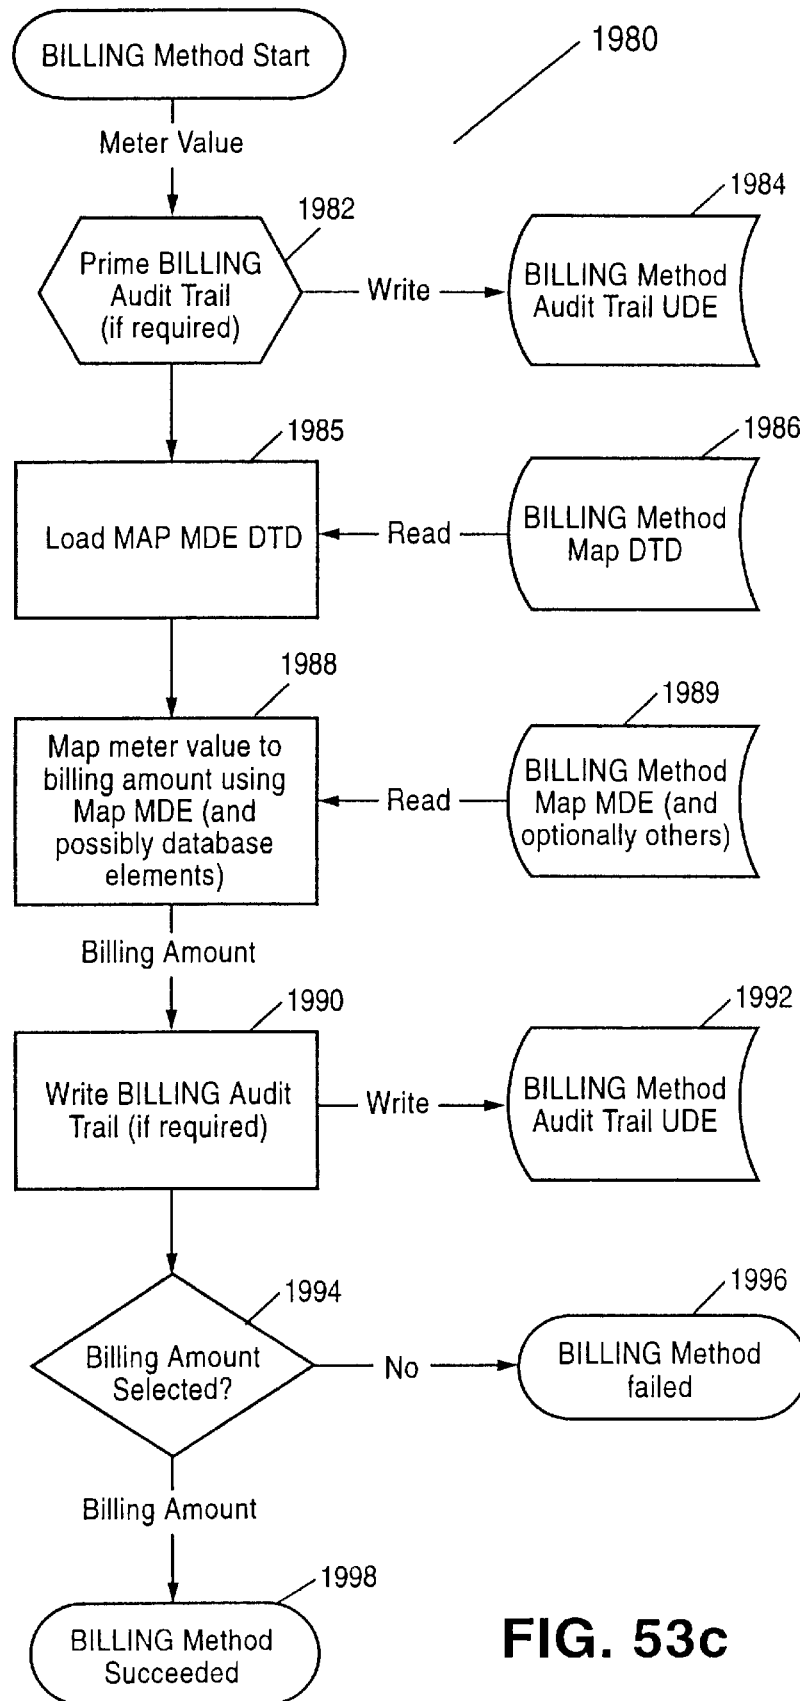 BILLING Method Start
1980
Meter Value
1982
1984
Prime BILLING
Audit Trail
(if required)
Write
BILLING Method
Audit Trail UDE
1985
1986
Load MAP MDE DTD
Read
BILLING Method
Map DTD
1988
1989
Map meter value to
billing amount using
Map MDE (and
possibly database
elements)
Read
BILLING Method
Map MDE (and
optionally others)
Billing Amount
1990
1992
Write BILLING Audit
Trail (if required)
Write
BILLING Method
Audit Trail UDE
1994
1996
Billing Amount
Selected?
No
BILLING Method
failed
Billing Amount
1998
BILLING Method
Succeeded
FIG. 53c